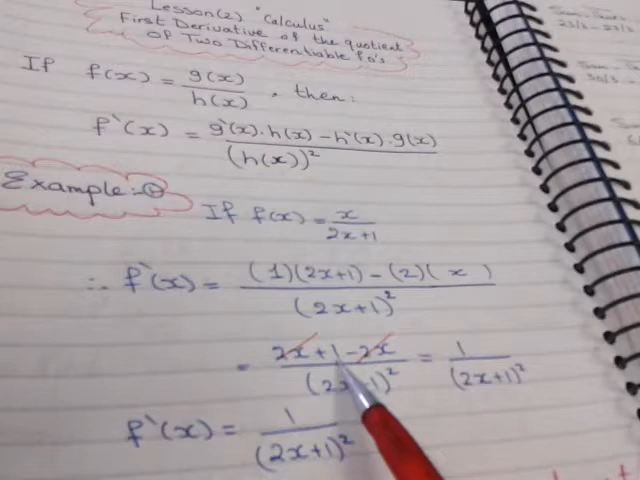 Lesson(2) "Calculus"
First Derivative of the quotient
Of Two Differentiable fo's.
If f(x) = g(x)/h(x) , then:
f`(x) = g`(x).h(x) - h`(x).g(x)/(h(x))²
Example:-①
If f(x) = x/2x+1
∴ f`(x) = (1)(2x+1) - (2)( x )/(2x+1)²
= 2x+1-2x/(2x+1)² = 1/(2x+1)²
f`(x) = 1/(2x+1)²